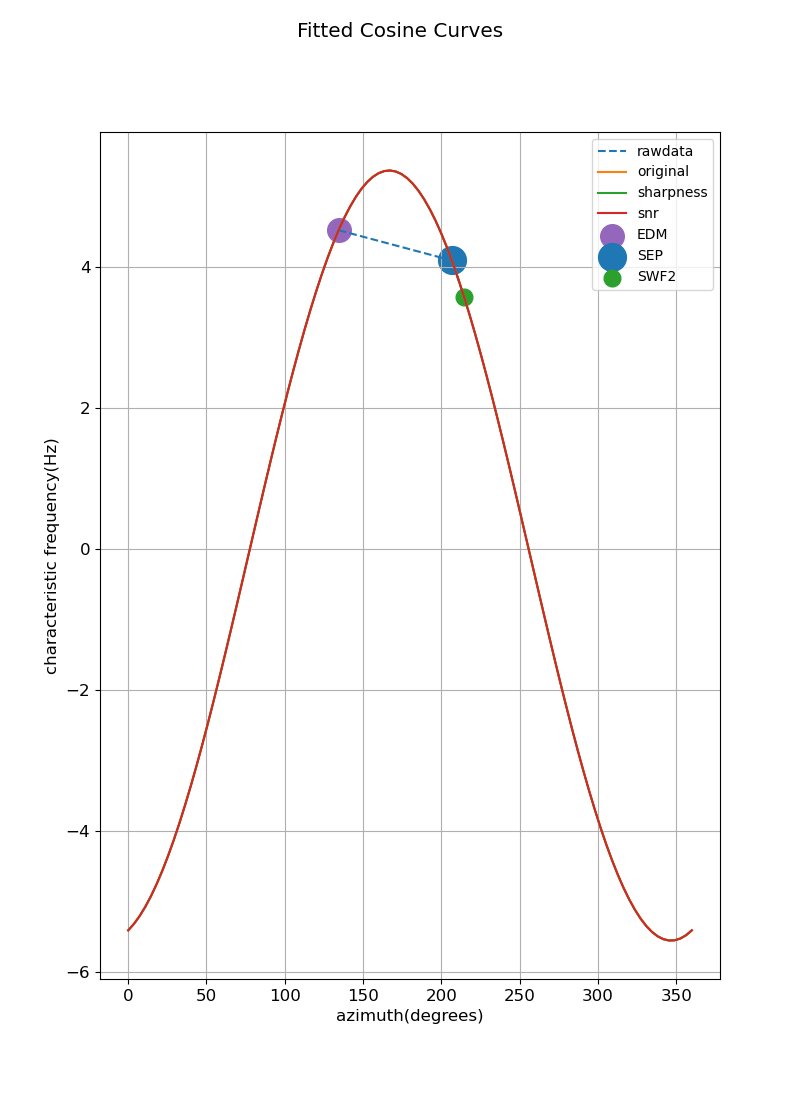 Fitted Cosine Curves
rawdata
original
sharpness
snr
EDM
SEP
SWF2
characteristic frequency(Hz)
4
2
0
−2
−4
−6
0 50 100 150 200 250 300 350
azimuth(degrees)